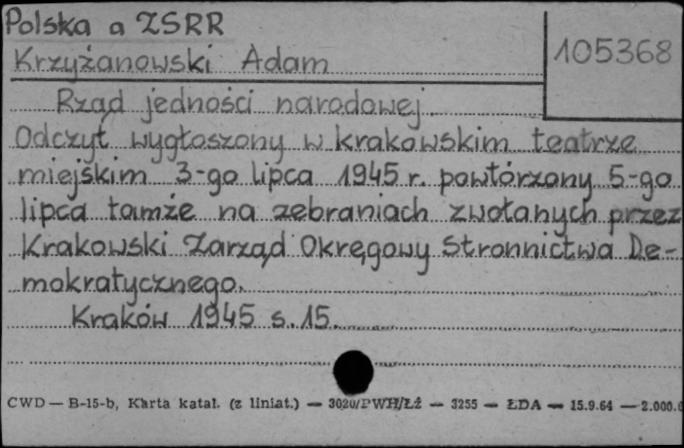 Polska a ZSRR
105368
Krzyżanowski Adam
Rząd jedności narodowej.
Odczyt wygłoszony w krakowskim teatrze
miejskim 3-go lipca 1945 r. powtórzony 5-go
lipca tamże na zebraniach zwołanych przez
Krakowski Zarząd Okręgowy Stronnictwa De-
mokratycznego.
Kraków 1945 s. 15.
CWD — B-15-b, Karta katal. (z liniat.) — 3020/PWH/Łż — 3255 — ŁDA — 15.9.64 — 2.000.